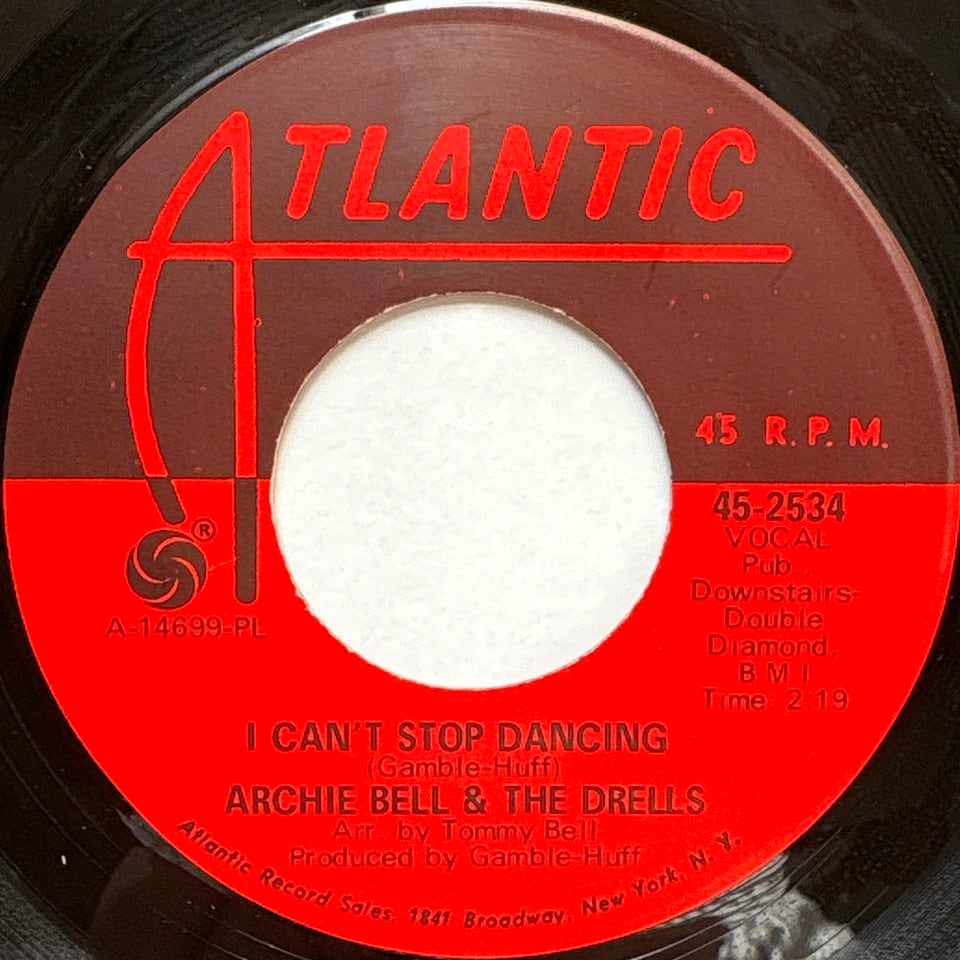 ATLANTIC
45 R.P.M.
®
A-14699-PL
45-2534
VOCAL
Pub.,
Downstairs-
Double
Diamond,
BMI
Time: 2:19
I CAN'T STOP DANCING
(Gamble-Huff)
ARCHIE BELL & THE DRELLS
Arr. by Tommy Bell
Produced by Gamble-Huff
Atlantic Record Sales, 1841 Broadway, New York, N.Y.